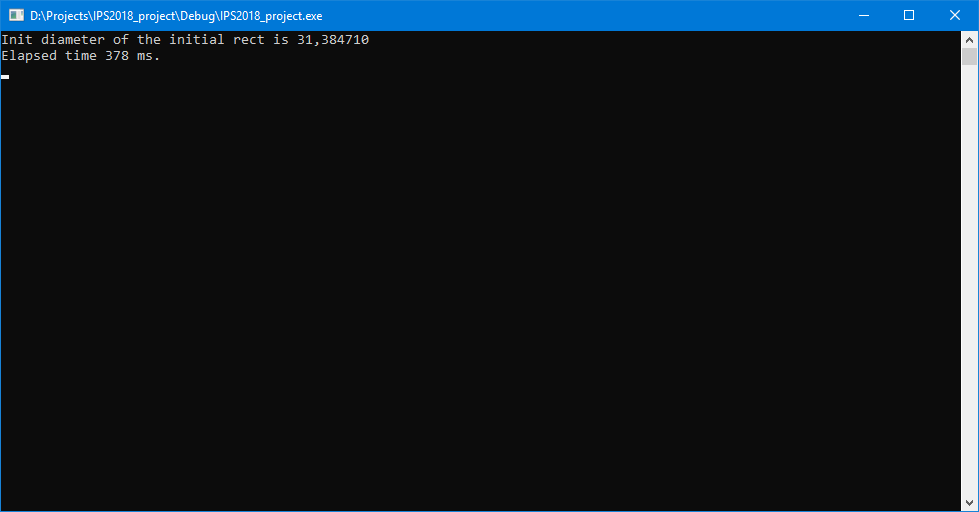 D:\Projects\IPS2018_project\Debug\IPS2018_project.exe
Init diameter of the initial rect is 31,384710
Elapsed time 378 ms.